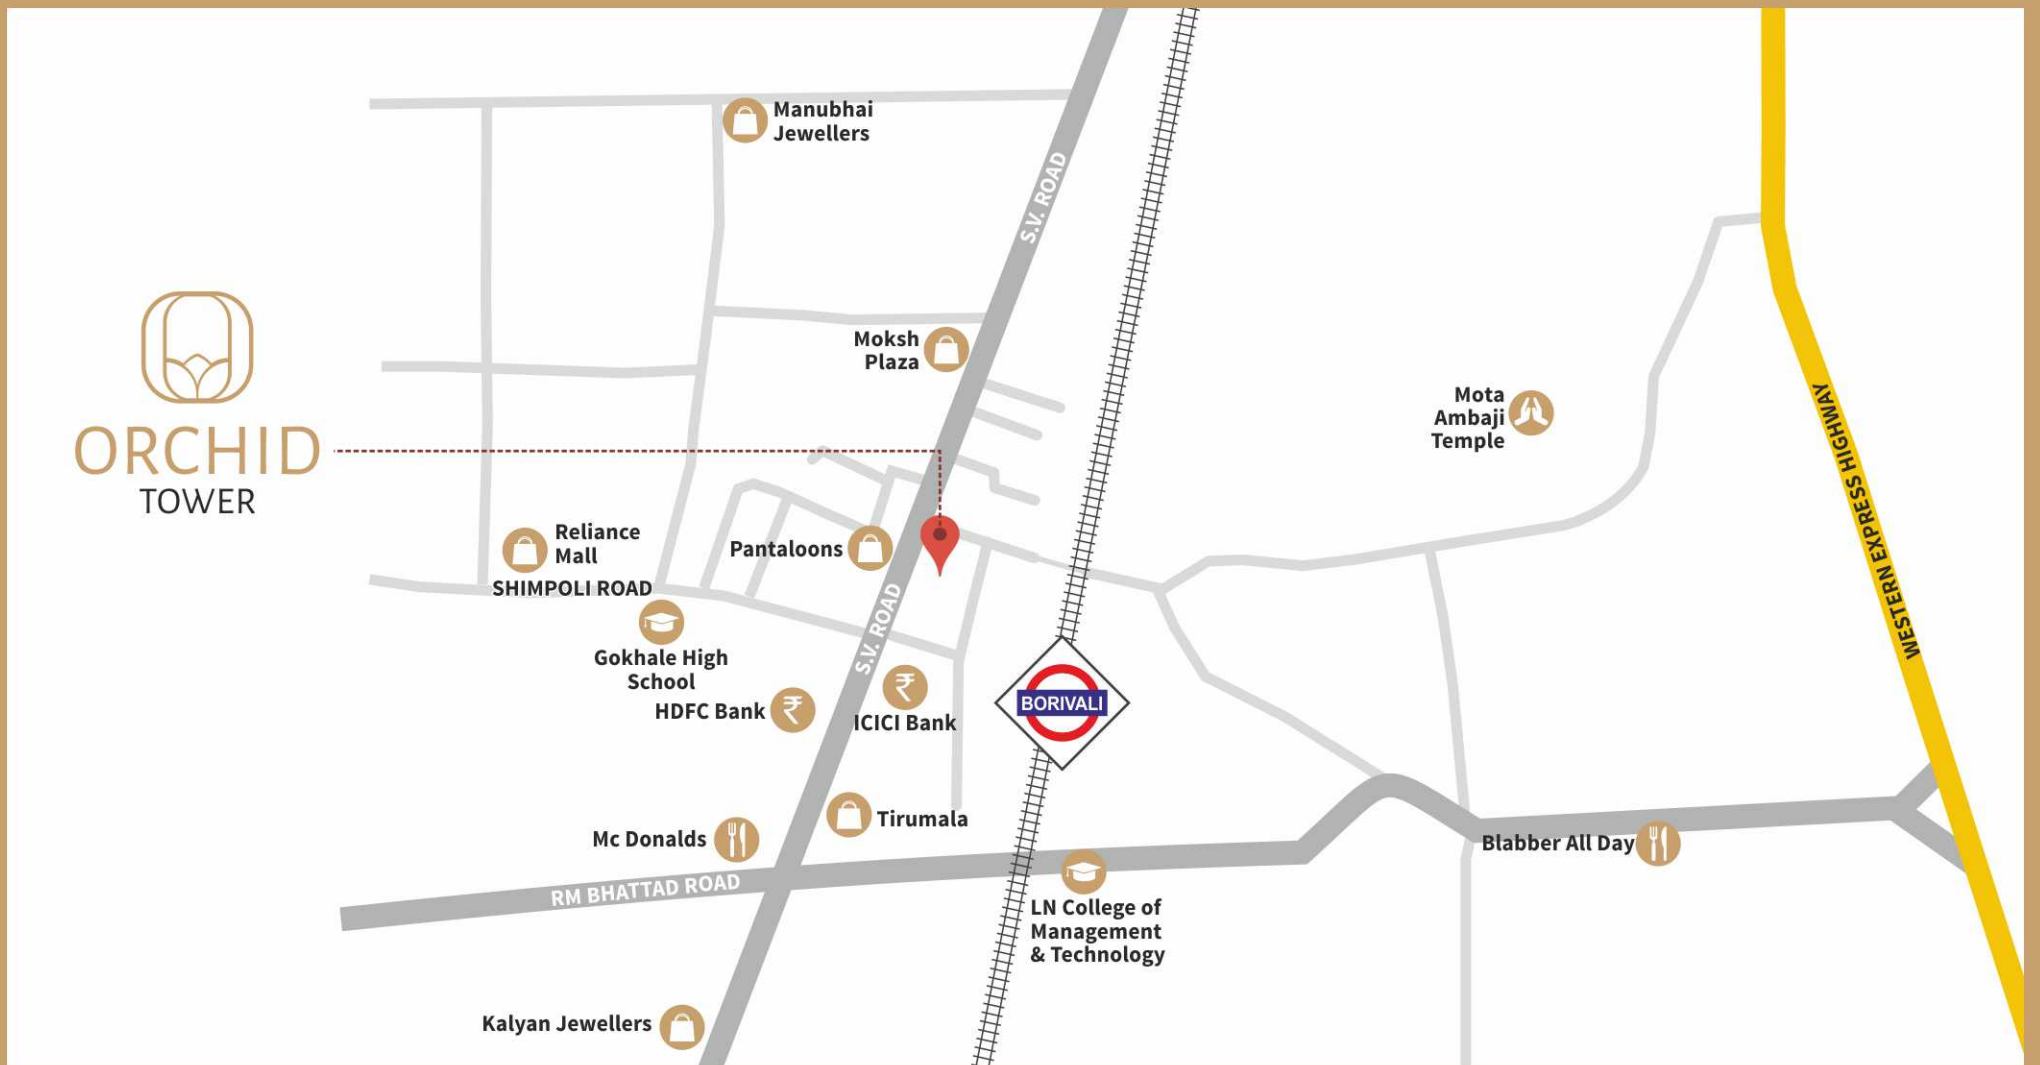 Manubhai
Jewellers
S.V. ROAD
Moksh
Plaza
Mota
Ambaji
Temple
WESTERN EXPRESS HIGHWAY
ORCHID
TOWER
Reliance
Mall
Pantaloons
SHIMPOLI ROAD
S.V. ROAD
Gokhale High
School
HDFC Bank
ICICI Bank
BORIVALI
Tirumala
Mc Donalds
Blabber All Day
RM BHATTAD ROAD
LN College of
Management
& Technology
Kalyan Jewellers